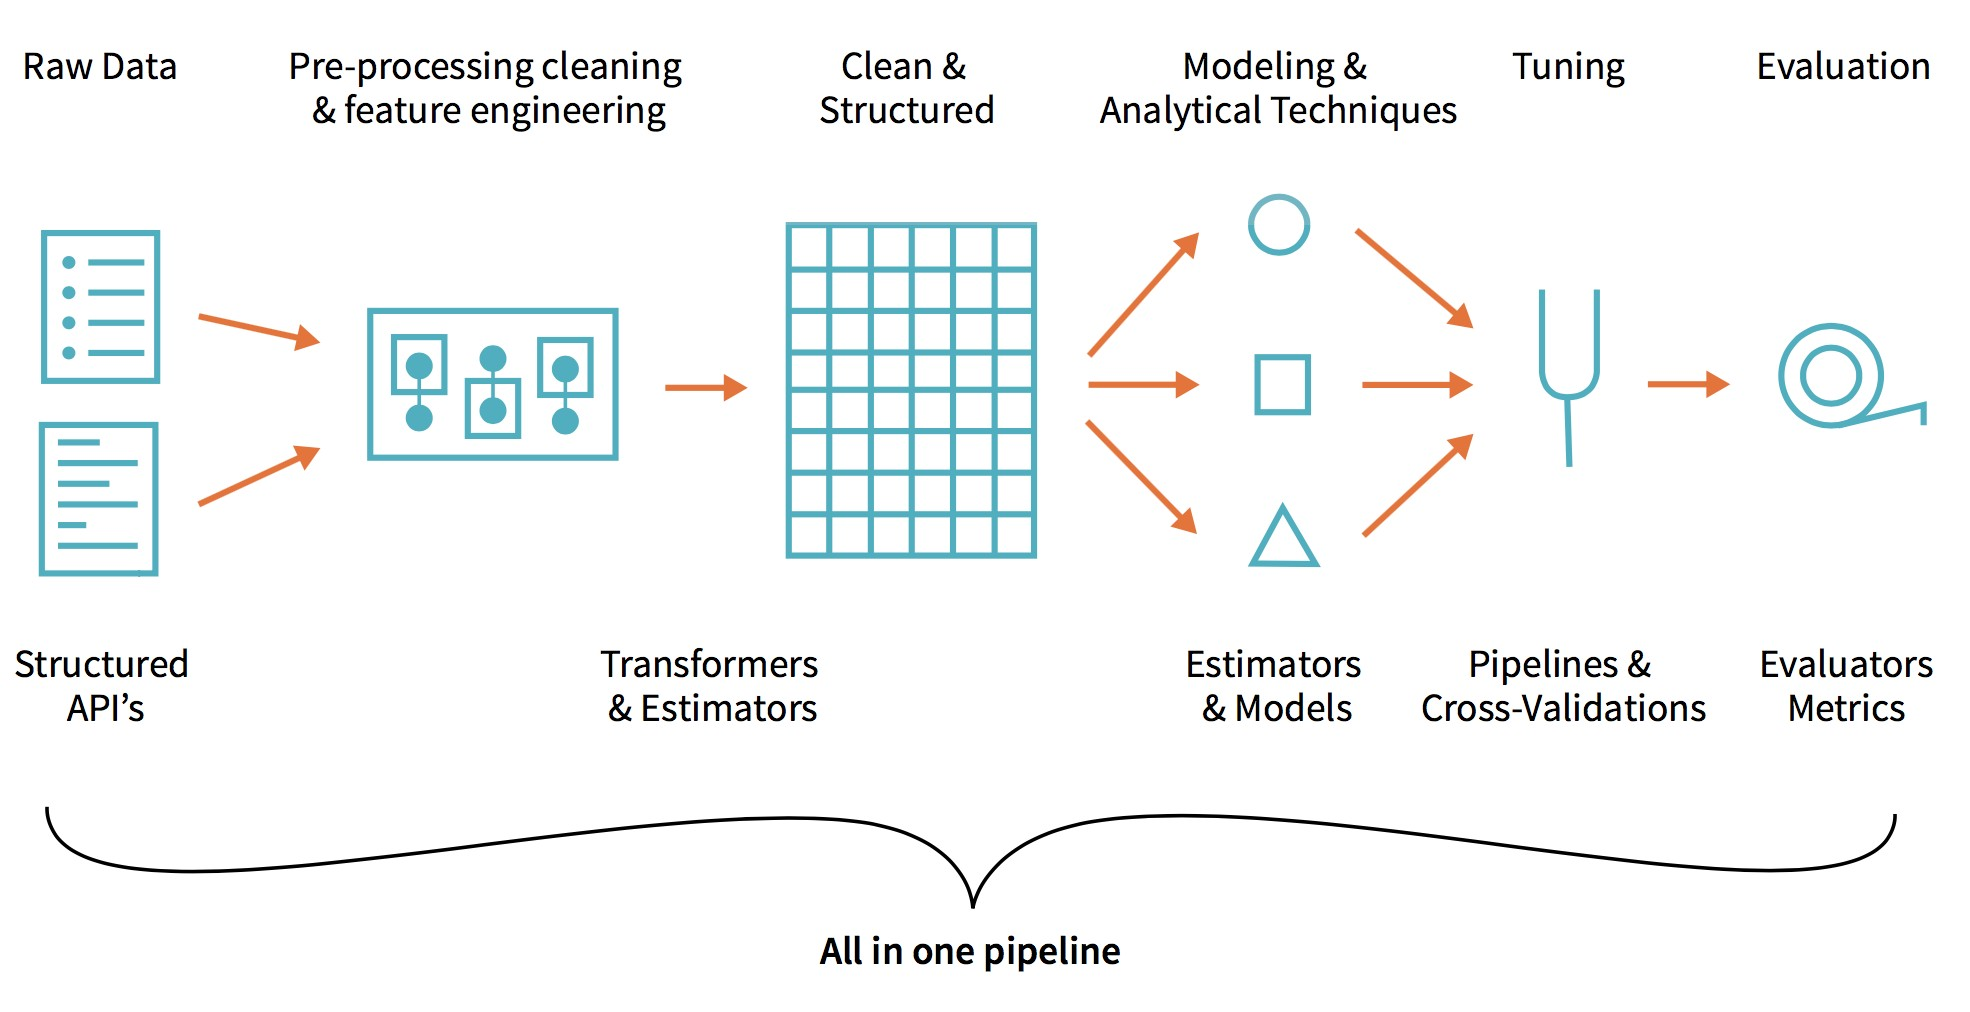 Raw Data
Pre-processing cleaning
& feature engineering
Clean &
Structured
Modeling &
Analytical Techniques
Tuning
Evaluation
Structured
API’s
Transformers
& Estimators
Estimators
& Models
Pipelines &
Cross-Validations
Evaluators
Metrics
All in one pipeline